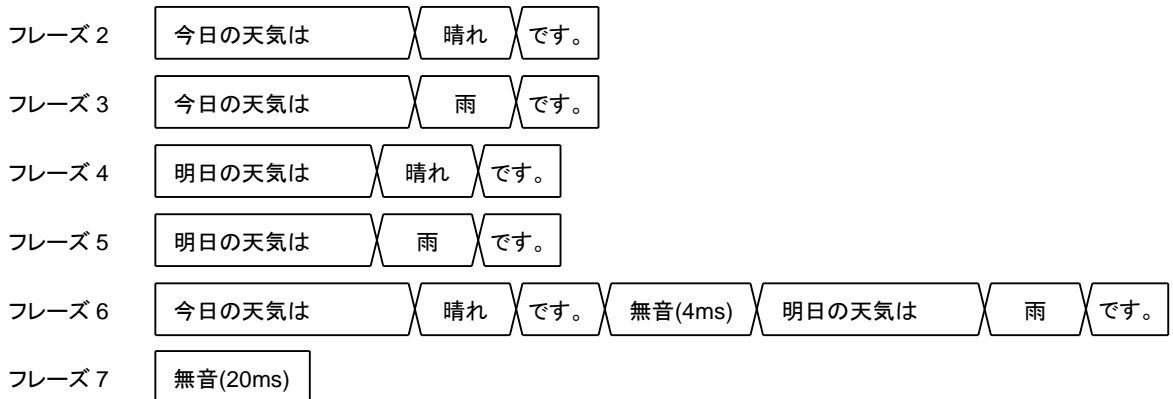 フレーズ 2 今日の天気は 晴れ です。
フレーズ 3 今日の天気は 雨 です。
フレーズ 4 明日の天気は 晴れ です。
フレーズ 5 明日の天気は 雨 です。
フレーズ 6 今日の天気は 晴れ です。 無音(4ms) 明日の天気は 雨 です。
フレーズ 7 無音(20ms)